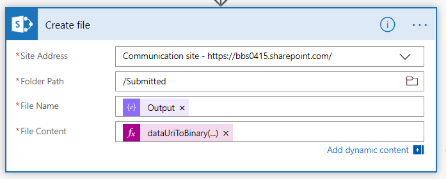 Create file
*Site Address
Communication site - https://bbs0415.sharepoint.com/
*Folder Path
/Submitted
*File Name
Output ×
*File Content
fx dataUriToBinary(...) ×
Add dynamic content